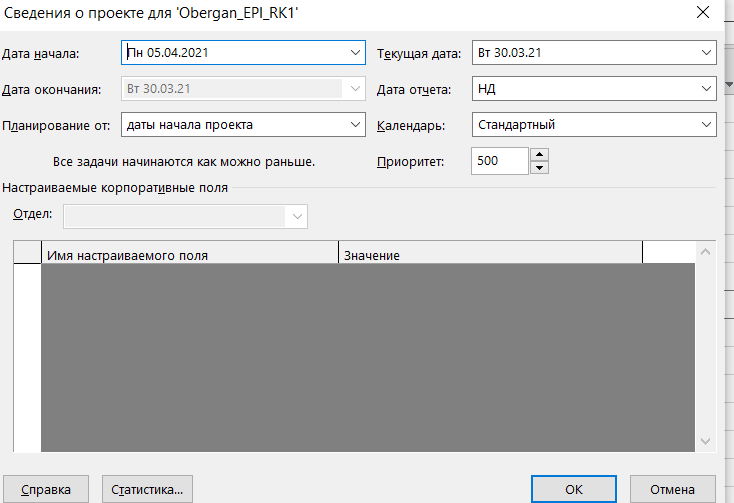 Сведения о проекте для 'Obergan_EPI_RK1'
Дата начала: Пн 05.04.2021 Текущая дата: Вт 30.03.21
Дата окончания: Вт 30.03.21 Дата отчета: НД
Планирование от: даты начала проекта Календарь: Стандартный
Все задачи начинаются как можно раньше. Приоритет: 500
Настраиваемые корпоративные поля
Отдел:
Имя настраиваемого поля Значение
Справка Статистика... ОК Отмена